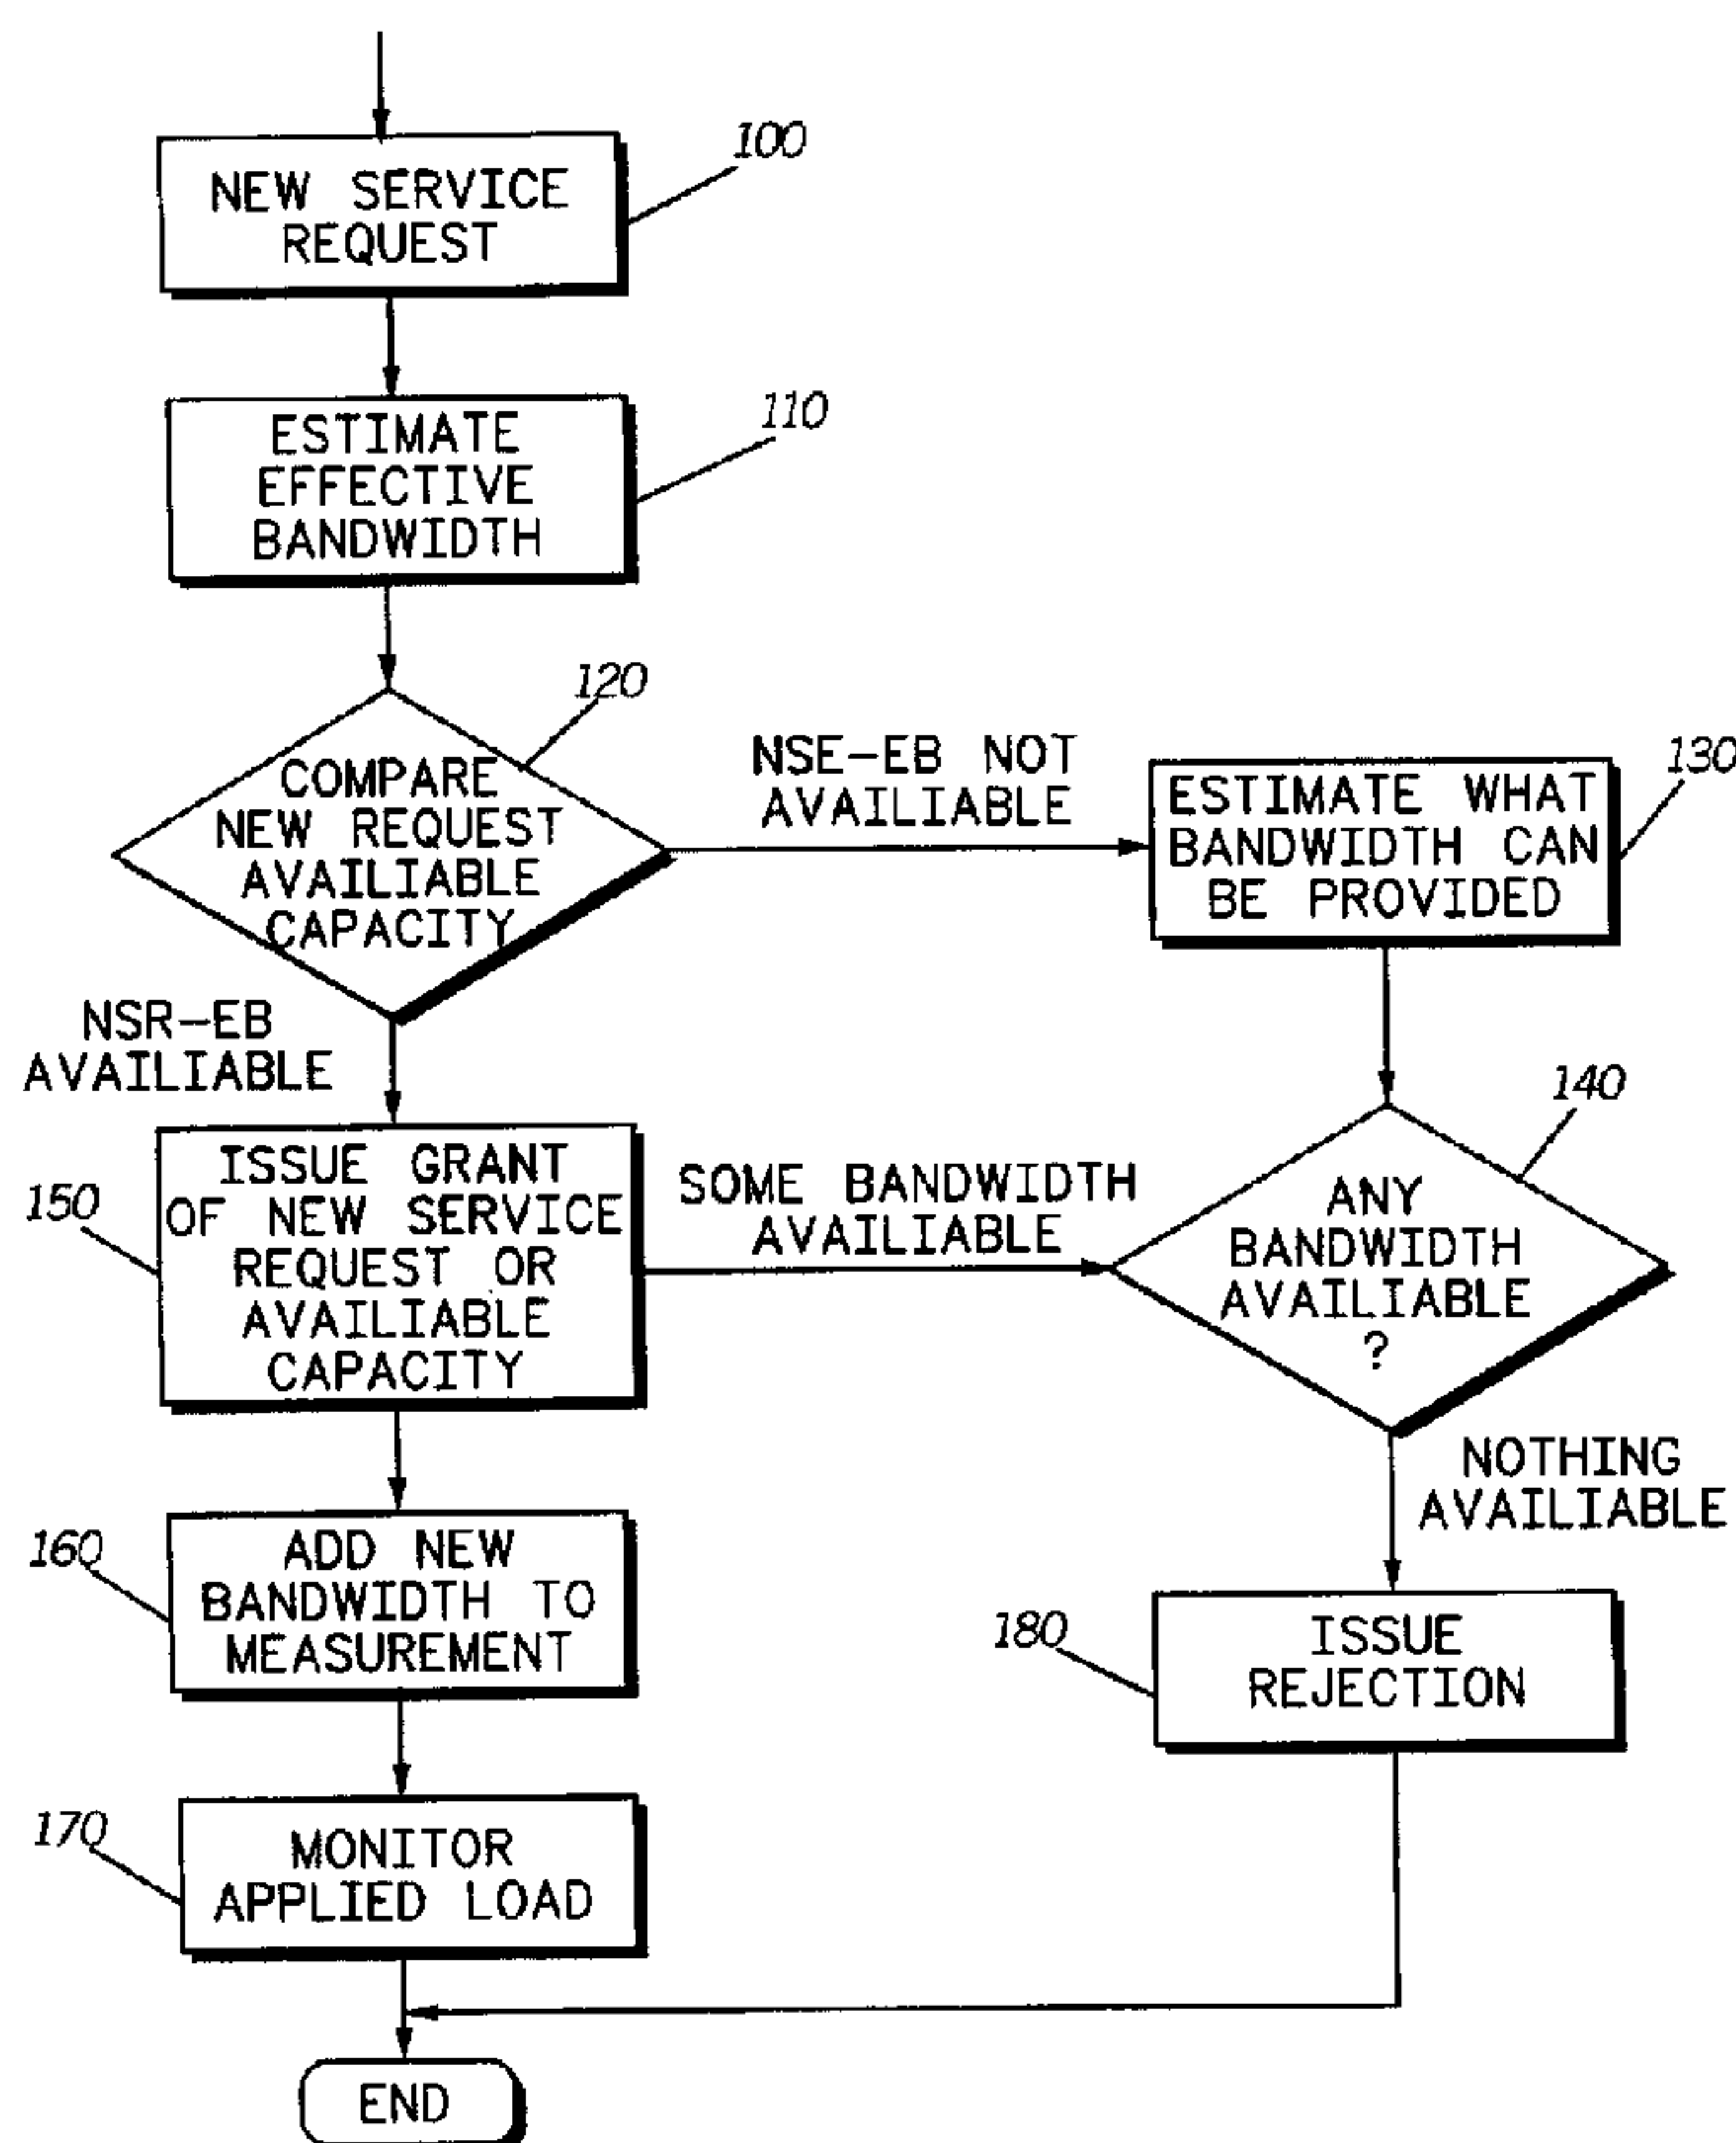 100
NEW SERVICE
REQUEST
110
ESTIMATE
EFFECTIVE
BANDWIDTH
120
COMPARE
NEW REQUEST
AVAILIABLE
CAPACITY
NSE-EB NOT
AVAILIABLE
130
ESTIMATE WHAT
BANDWIDTH CAN
BE PROVIDED
NSR-EB
AVAILIABLE
140
ANY
BANDWIDTH
AVAILIABLE
?
150
ISSUE GRANT
OF NEW SERVICE
REQUEST OR
AVAILIABLE
CAPACITY
SOME BANDWIDTH
AVAILIABLE
NOTHING
AVAILIABLE
160
ADD NEW
BANDWIDTH TO
MEASUREMENT
180
ISSUE
REJECTION
170
MONITOR
APPLIED LOAD
END